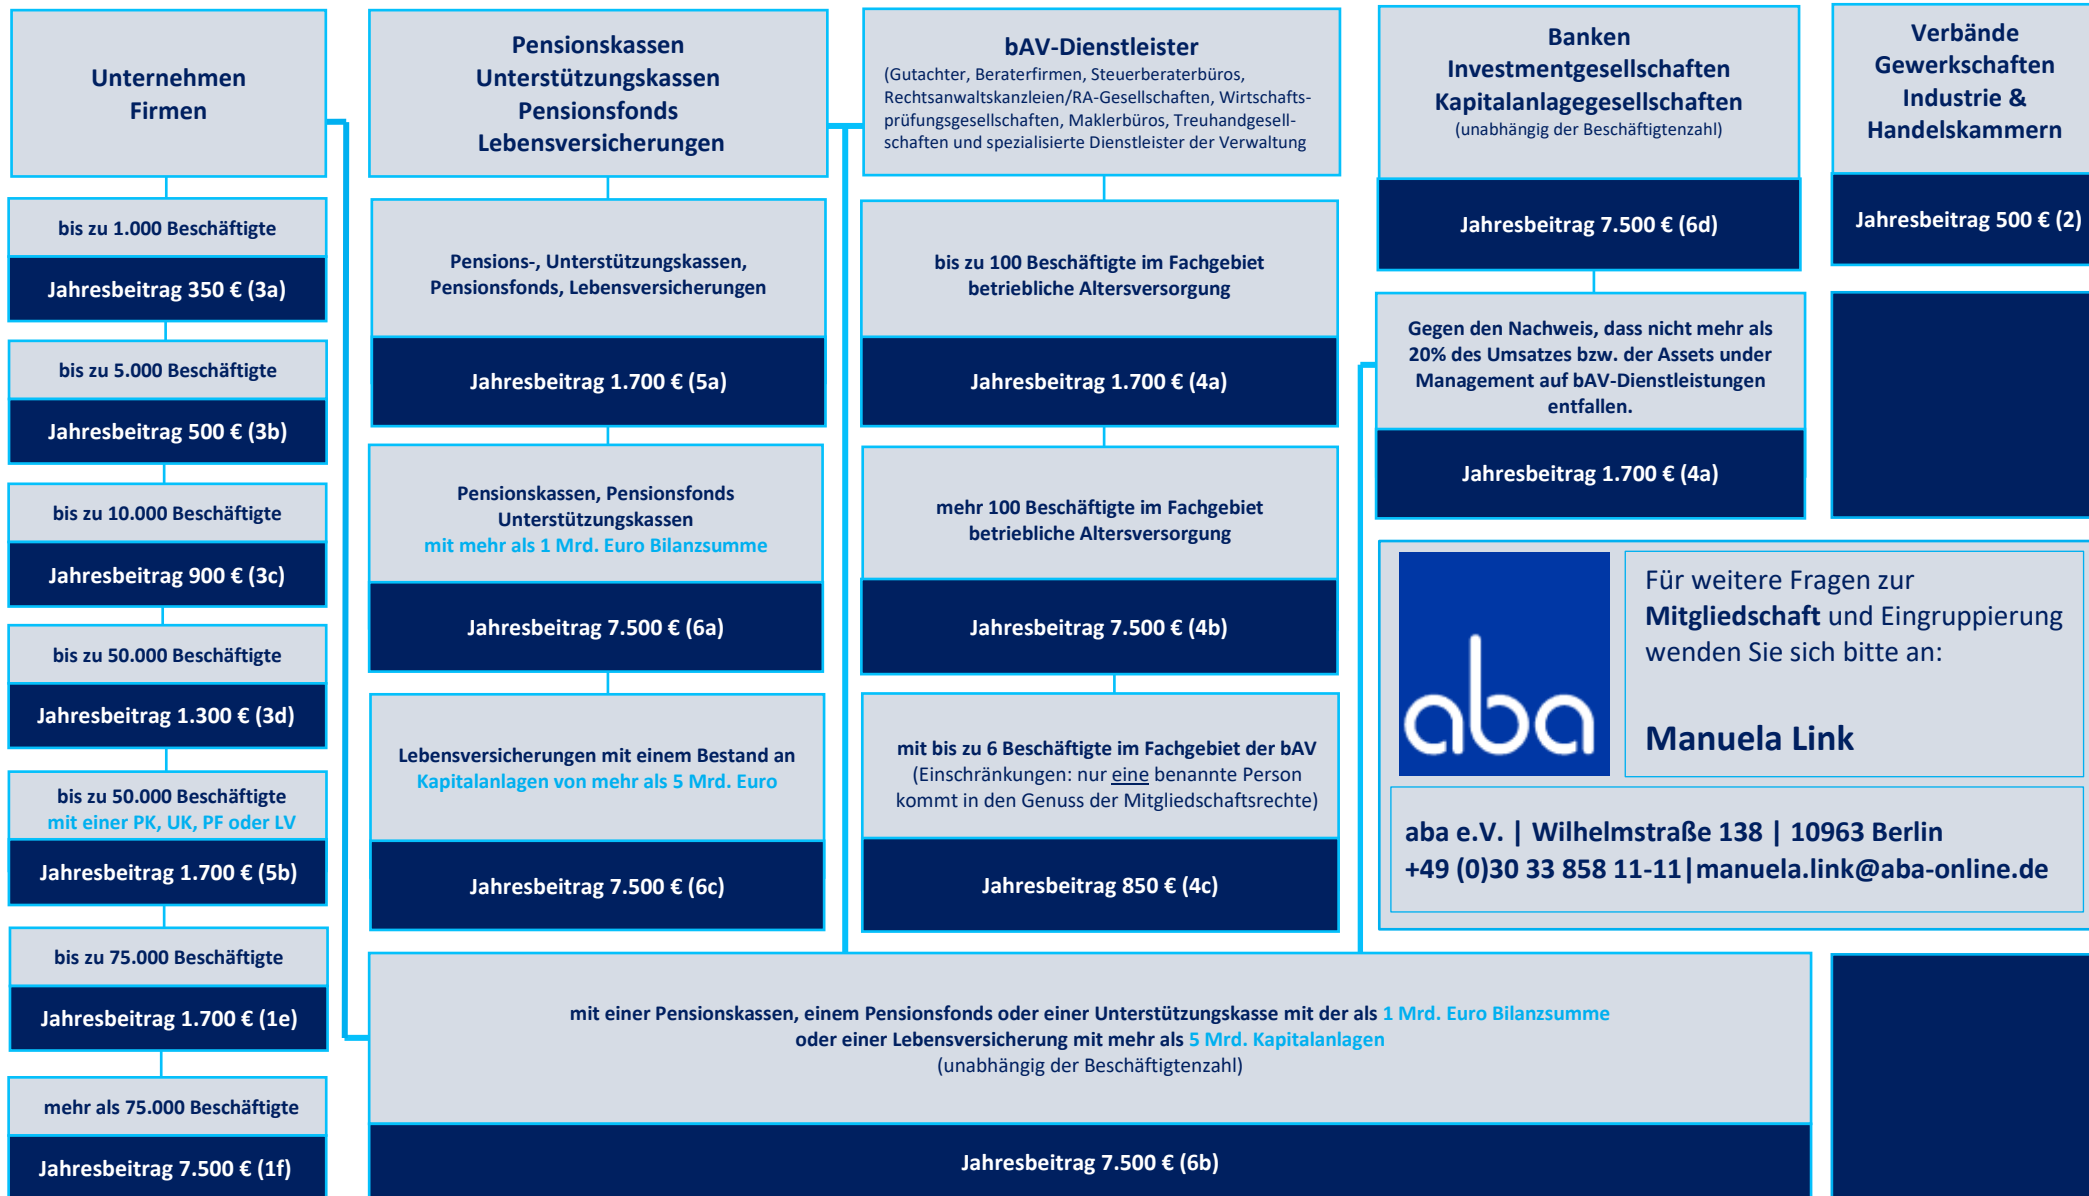 Unternehmen
Firmen
bis zu 1.000 Beschäftigte
Jahresbeitrag 350 € (3a)
bis zu 5.000 Beschäftigte
Jahresbeitrag 500 € (3b)
bis zu 10.000 Beschäftigte
Jahresbeitrag 900 € (3c)
bis zu 50.000 Beschäftigte
Jahresbeitrag 1.300 € (3d)
bis zu 50.000 Beschäftigte
mit einer PK, UK, PF oder LV
Jahresbeitrag 1.700 € (5b)
bis zu 75.000 Beschäftigte
Jahresbeitrag 1.700 € (1e)
mehr als 75.000 Beschäftigte
Jahresbeitrag 7.500 € (1f)
Pensionskassen
Unterstützungskassen
Pensionsfonds
Lebensversicherungen
Pensions-, Unterstützungskassen,
Pensionsfonds, Lebensversicherungen
Jahresbeitrag 1.700 € (5a)
Pensionskassen, Pensionsfonds
Unterstützungskassen
mit mehr als 1 Mrd. Euro Bilanzsumme
Jahresbeitrag 7.500 € (6a)
Lebensversicherungen mit einem Bestand an
Kapitalanlagen von mehr als 5 Mrd. Euro
Jahresbeitrag 7.500 € (6c)
bAV-Dienstleister
(Gutachter, Beraterfirmen, Steuerberaterbüros,
Rechtsanwaltskanzleien/RA-Gesellschaften, Wirtschafts-
prüfungsgesellschaften, Maklerbüros, Treuhandgesell-
schaften und spezialisierte Dienstleister der Verwaltung
bis zu 100 Beschäftigte im Fachgebiet
betriebliche Altersversorgung
Jahresbeitrag 1.700 € (4a)
mehr 100 Beschäftigte im Fachgebiet
betriebliche Altersversorgung
Jahresbeitrag 7.500 € (4b)
mit bis zu 6 Beschäftigte im Fachgebiet der bAV
(Einschränkungen: nur eine benannte Person
kommt in den Genuss der Mitgliedschaftsrechte)
Jahresbeitrag 850 € (4c)
Banken
Investmentgesellschaften
Kapitalanlagegesellschaften
(unabhängig der Beschäftigtenzahl)
Jahresbeitrag 7.500 € (6d)
Gegen den Nachweis, dass nicht mehr als
20% des Umsatzes bzw. der Assets under
Management auf bAV-Dienstleistungen
entfallen.
Jahresbeitrag 1.700 € (4a)
Verbände
Gewerkschaften
Industrie &
Handelskammern
Jahresbeitrag 500 € (2)
aba
Für weitere Fragen zur
Mitgliedschaft und Eingruppierung
wenden Sie sich bitte an:
Manuela Link
aba e.V. | Wilhelmstraße 138 | 10963 Berlin
+49 (0)30 33 858 11-11|manuela.link@aba-online.de
mit einer Pensionskassen, einem Pensionsfonds oder einer Unterstützungskasse mit der als 1 Mrd. Euro Bilanzsumme
oder einer Lebensversicherung mit mehr als 5 Mrd. Kapitalanlagen
(unabhängig der Beschäftigtenzahl)
Jahresbeitrag 7.500 € (6b)